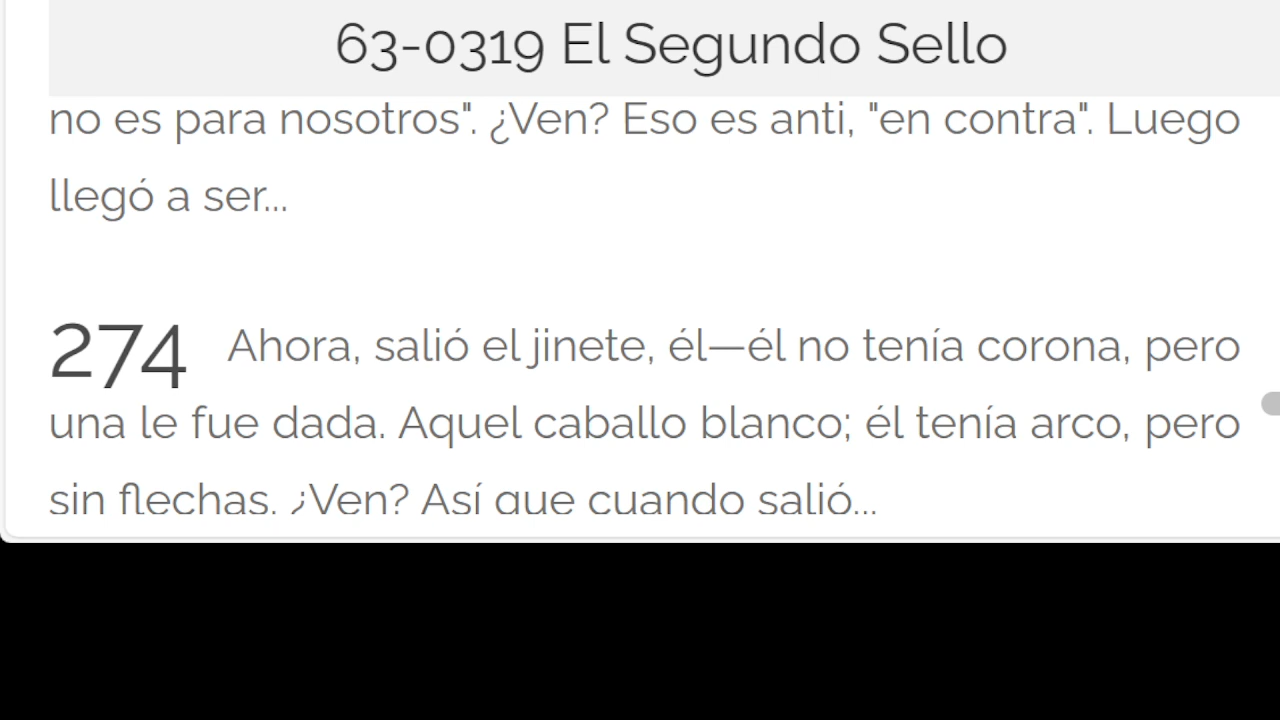 63-0319 El Segundo Sello
no es para nosotros". ¿Ven? Eso es anti, "en contra". Luego
llegó a ser...
274 Ahora, salió el jinete, él—él no tenía corona, pero
una le fue dada. Aquel caballo blanco; él tenía arco, pero
sin flechas. ¿Ven? Así que cuando salió...